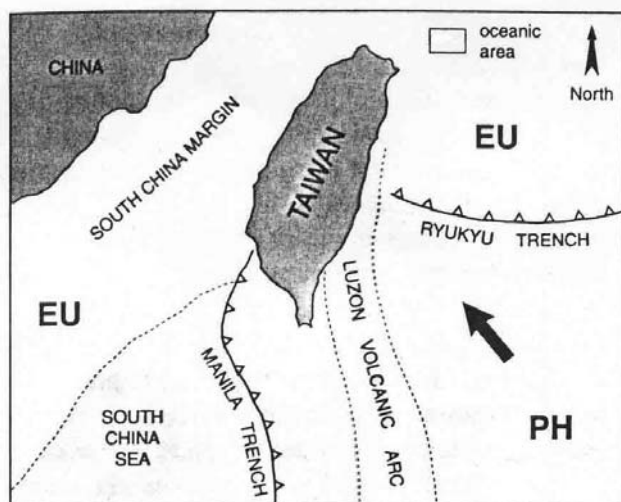 CHINA
oceanic
area
North
SOUTH CHINA MARGIN
TAIWAN
EU
RYUKYU TRENCH
EU
LUZON VOLCANIC ARC
MANILA TRENCH
SOUTH
CHINA
SEA
PH